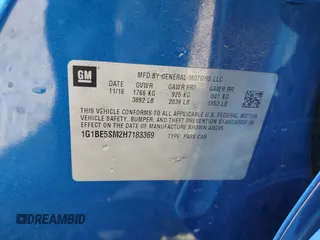 GM
MFD BY GENERAL MOTORS LLC
11/16 GVWR GAWR FRT GAWR RR
1766 KG 925 KG 841 KG
3892 LB 2039 LB 1853 LB
THIS VEHICLE CONFORMS TO ALL APPLICABLE U.S. FEDERAL MOTOR
VEHICLE SAFETY, BUMPER, AND THEFT PREVENTION STANDARDS
IN EFFECT ON THE DATE OF MANUFACTURE SHOWN ABOVE.
1G1BE5SM2H7183369 TYPE: PASS CAR
DREAMBID